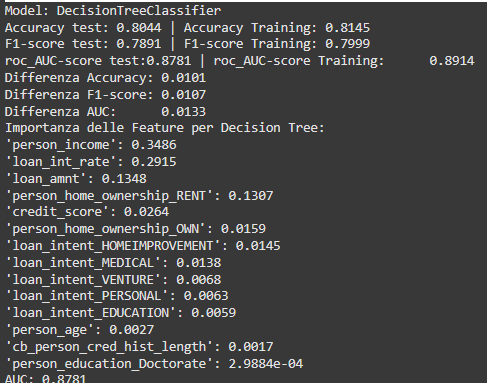 Model: DecisionTreeClassifier
Accuracy test: 0.8044 | Accuracy Training: 0.8145
F1-score test: 0.7891 | F1-score Training: 0.7999
roc_AUC-score test:0.8781 | roc_AUC-score Training:      0.8914
Differenza Accuracy: 0.0101
Differenza F1-score: 0.0107
Differenza AUC:      0.0133
Importanza delle Feature per Decision Tree:
'person_income': 0.3486
'loan_int_rate': 0.2915
'loan_amnt': 0.1348
'person_home_ownership_RENT': 0.1307
'credit_score': 0.0264
'person_home_ownership_OWN': 0.0159
'loan_intent_HOMEIMPROVEMENT': 0.0145
'loan_intent_MEDICAL': 0.0138
'loan_intent_VENTURE': 0.0068
'loan_intent_PERSONAL': 0.0063
'loan_intent_EDUCATION': 0.0059
'person_age': 0.0027
'cb_person_cred_hist_length': 0.0017
'person_education_Doctorate': 2.9884e-04
AUC: 0.8781